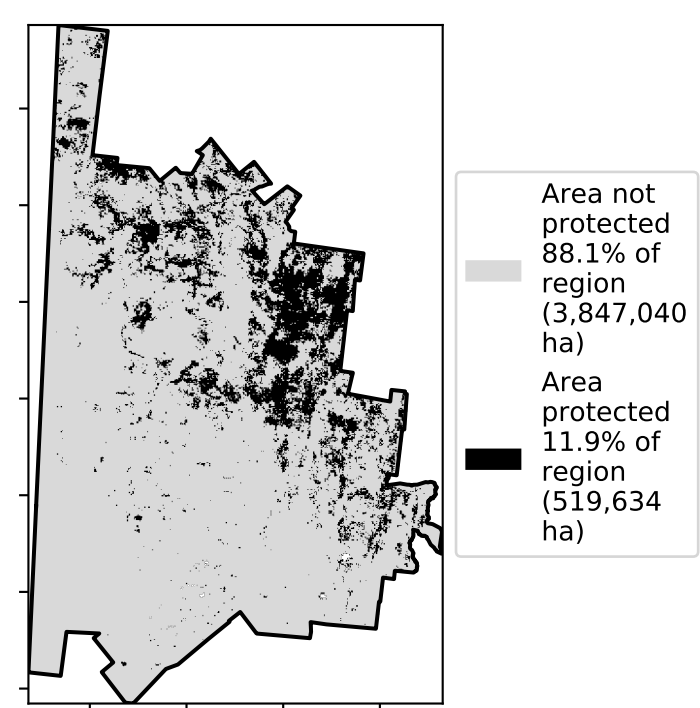 Area not
protected
88.1% of
region
(3,847,040
ha)
Area
protected
11.9% of
region
(519,634
ha)